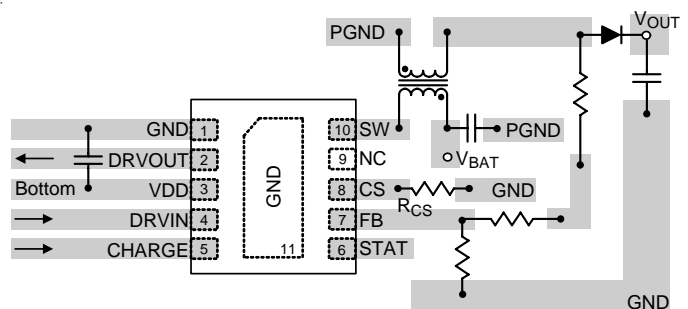 PGND
VOUT
GND 1
10 SW
PGND
DRVOUT 2
9 NC
VBAT
Bottom
VDD 3
GND
8 CS
RCS
GND
DRVIN 4
7 FB
CHARGE 5
11
6 STAT
GND